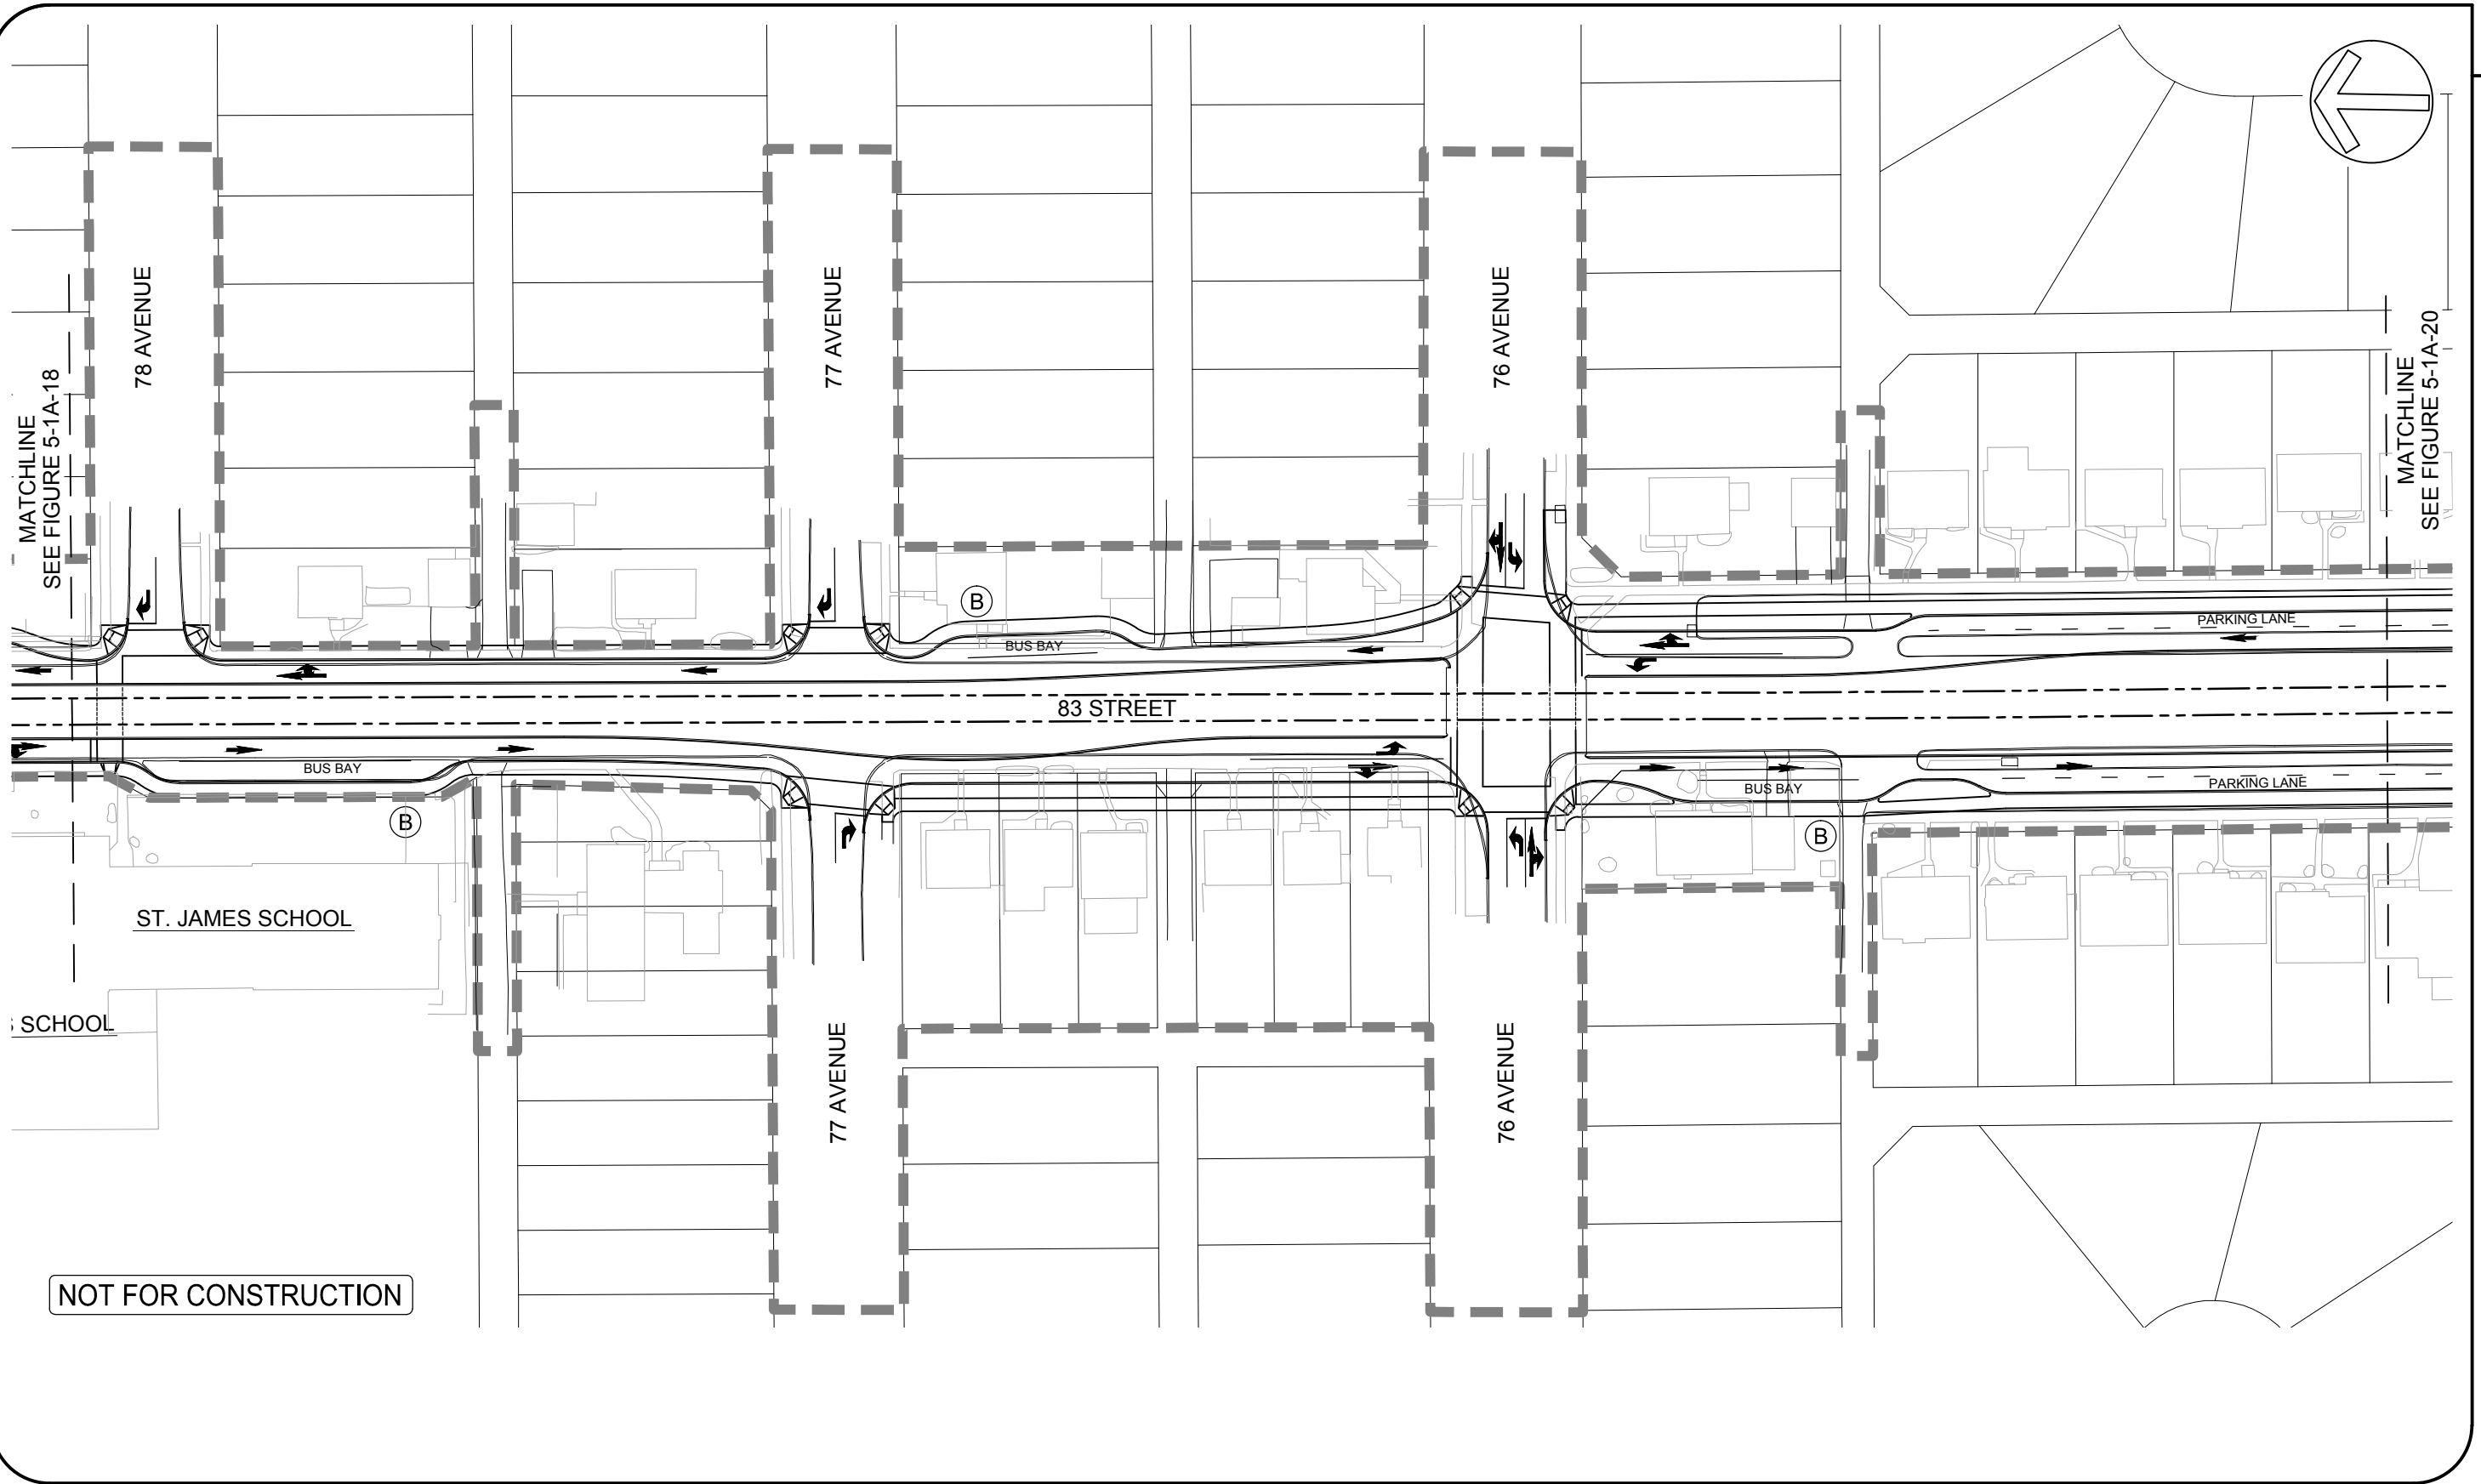 MATCHLINE
SEE FIGURE 5-1A-18
78 AVENUE
77 AVENUE
76 AVENUE
MATCHLINE
SEE FIGURE 5-1A-20
B
BUS BAY
PARKING LANE
83 STREET
BUS BAY
BUS BAY
PARKING LANE
B
B
ST. JAMES SCHOOL
SCHOOL
77 AVENUE
76 AVENUE
NOT FOR CONSTRUCTION